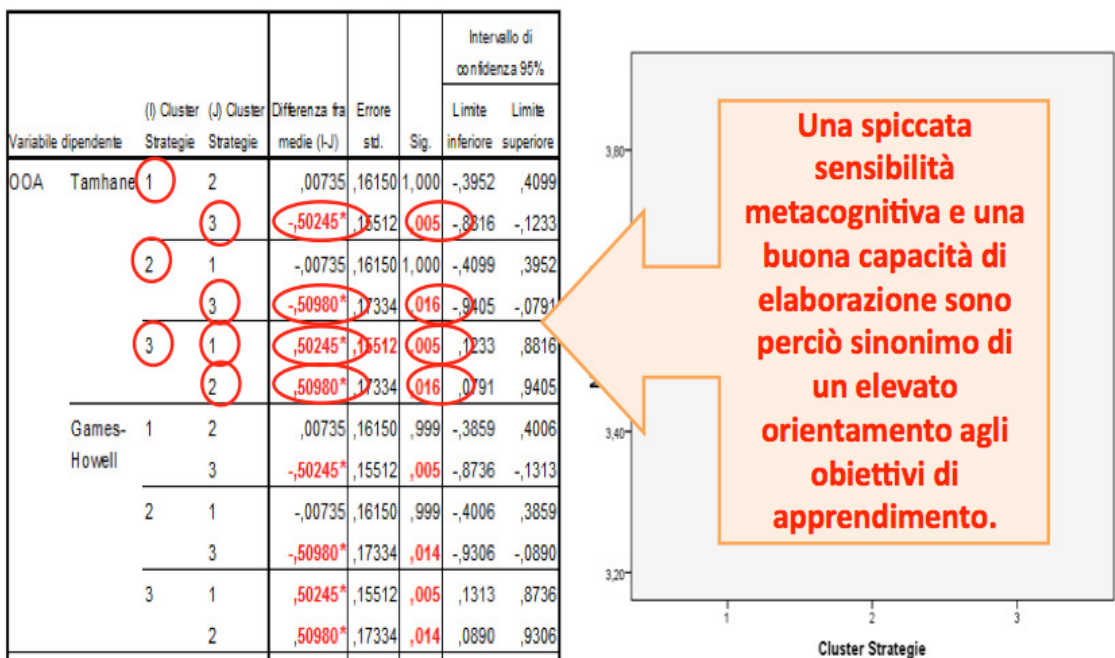 Intervallo di
confidenza 95%
(I) Cluster (J) Cluster Differenza fra Errore Limite Limite
Variabile dipendente Strategie Strategie medie (I-J) std. Sig. inferiore superiore
OOA Tamhane 1 2 ,00735 ,16150 1,000 -,3952 ,4099
3 -,50245* ,15512 ,005 -,8816 -,1233
2 1 -,00735 ,16150 1,000 -,4099 ,3952
3 -,50980* ,17334 ,016 -,9405 -,0791
3 1 ,50245* ,15512 ,005 ,1233 ,8816
2 ,50980* ,17334 ,016 ,0791 ,9405
Games- 1 2 ,00735 ,16150 ,999 -,3859 ,4006
Howell
3 -,50245* ,15512 ,005 -,8736 -,1313
2 1 -,00735 ,16150 ,999 -,4006 ,3859
3 -,50980* ,17334 ,014 -,9306 -,0890
3 1 ,50245* ,15512 ,005 ,1313 ,8736
2 ,50980* ,17334 ,014 ,0890 ,9306
Una spiccata
sensibilità
metacognitiva e una
buona capacità di
elaborazione sono
perciò sinonimo di
un elevato
orientamento agli
obiettivi di
apprendimento.
3,80
3,40
3,20
1 2 3
Cluster Strategie